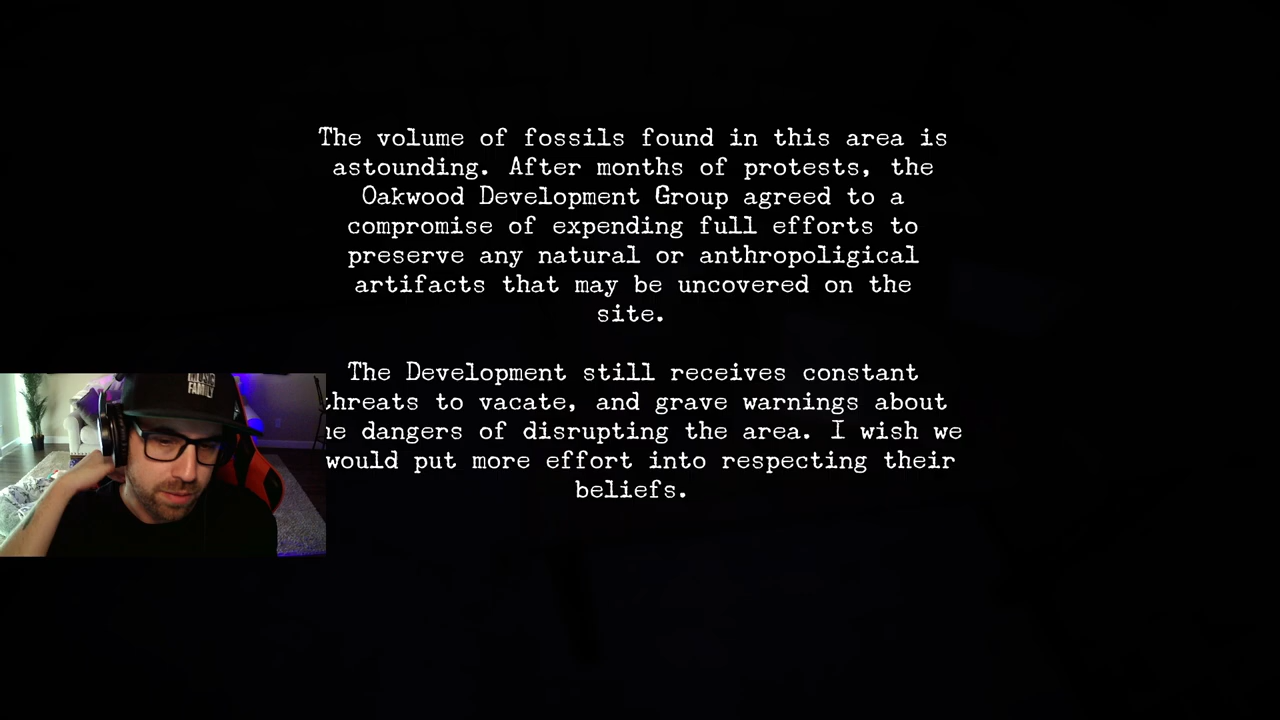 The volume of fossils found in this area is
astounding. After months of protests, the
Oakwood Development Group agreed to a
compromise of expending full efforts to
preserve any natural or anthropoligical
artifacts that may be uncovered on the
site.
The Development still receives constant
threats to vacate, and grave warnings about
he dangers of disrupting the area. I wish we
would put more effort into respecting their
beliefs.
FAMILY